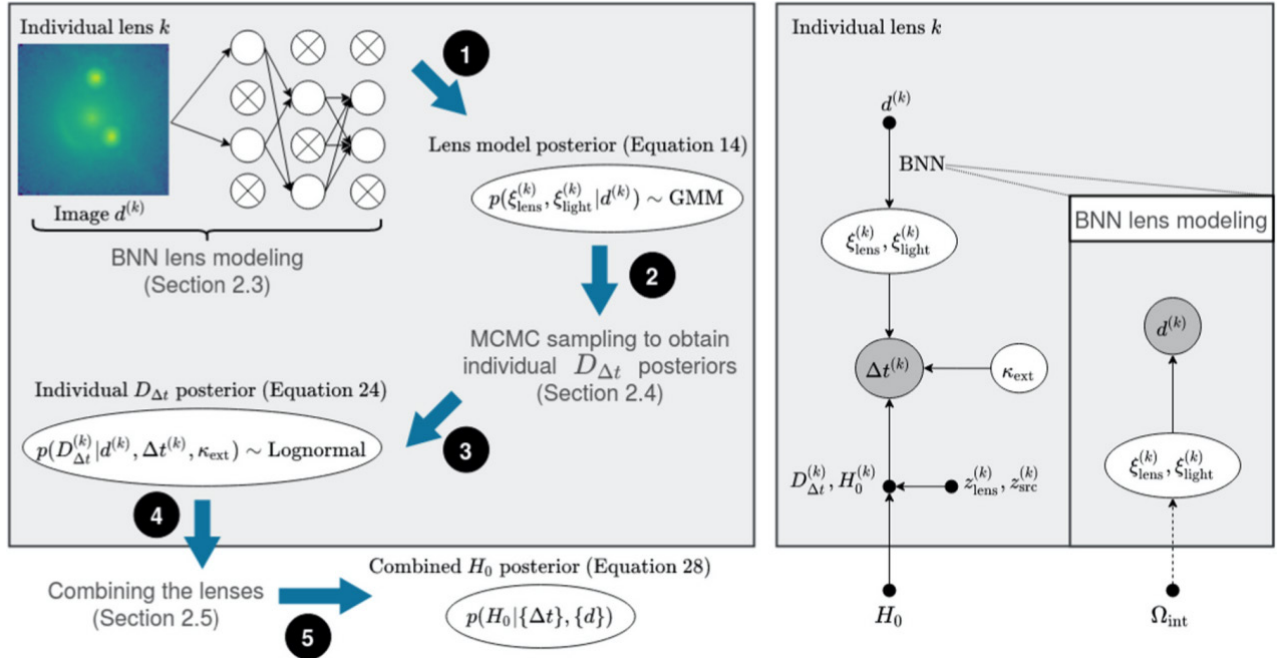 Individual lens k
Image d^(k)
BNN lens modeling
(Section 2.3)
1
Lens model posterior (Equation 14)
p(ξ_lens^(k), ξ_light^(k) | d^(k)) ~ GMM
2
MCMC sampling to obtain
individual D_Δt posteriors
(Section 2.4)
3
Individual D_Δt posterior (Equation 24)
p(D_Δt^(k) | d^(k), Δt^(k), κ_ext) ~ Lognormal
4
Combining the lenses
(Section 2.5)
5
Combined H_0 posterior (Equation 28)
p(H_0 | {Δt}, {d})
Individual lens k
d^(k)
BNN
ξ_lens^(k), ξ_light^(k)
Δt^(k)
κ_ext
D_Δt^(k), H_0^(k)
z_lens^(k), z_src^(k)
H_0
BNN lens modeling
d^(k)
ξ_lens^(k), ξ_light^(k)
Ω_int